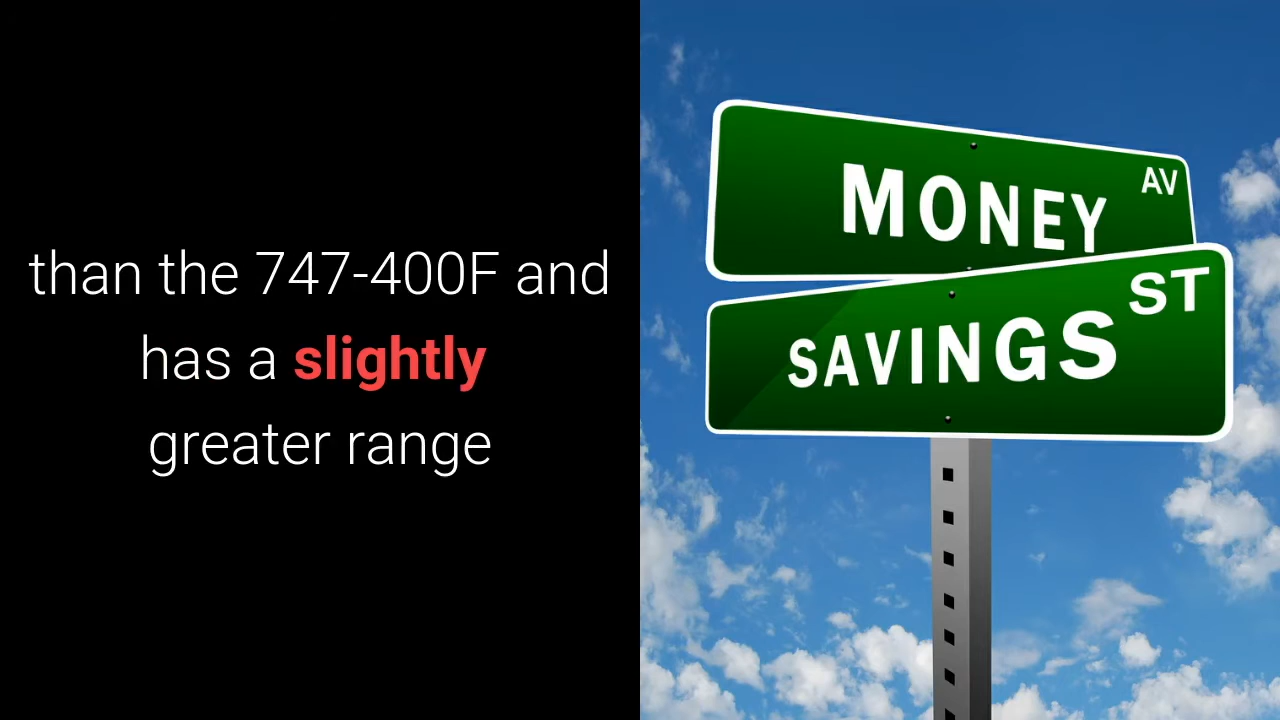 than the 747-400F and
has a slightly
greater range
MONEY AV
SAVINGS ST